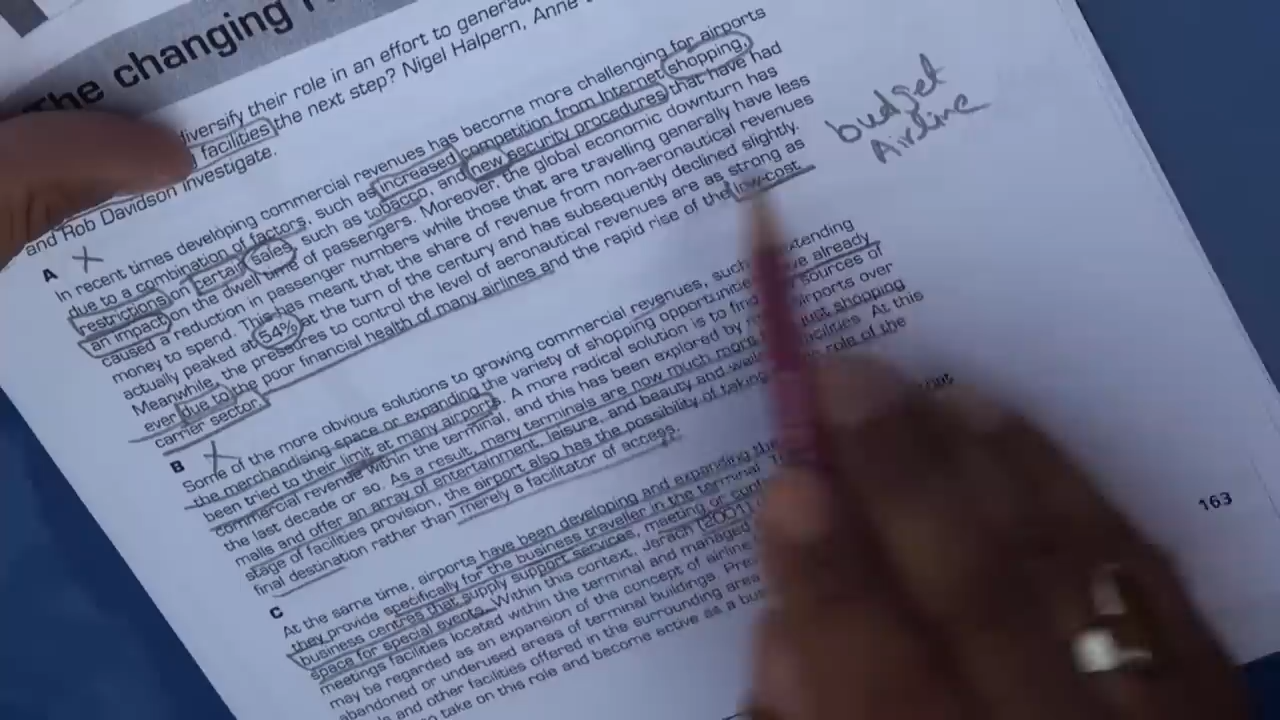 The changing
diversify their role in an effort to generat
facilities the next step? Nigel Halpern, Anne
and Rob Davidson investigate.
A X
In recent times developing commercial revenues has become more challenging for airports
due to a combination of factors, such as increased competition from Internet shopping,
restrictions on certain sales, such as tobacco, and new security procedures that have had
an impact on the dwell time of passengers. Moreover, the global economic downturn has
caused a reduction in passenger numbers while those that are travelling generally have less
money to spend. This has meant that the share of revenue from non-aeronautical revenues
actually peaked at 54% at the turn of the century and has subsequently declined slightly.
Meanwhile, the pressures to control the level of aeronautical revenues are as strong as
ever due to the poor financial health of many airlines and the rapid rise of the low-cost
carrier sector.
budget
Airline
B X
Some of the more obvious solutions to growing commercial revenues, such extending
the merchandising space or expanding the variety of shopping opportunities have already
been tried to their limit at many airports. A more radical solution is to find sources of
commercial revenue within the terminal, and this has been explored by airports over
the last decade or so. As a result, many terminals are now much more just shopping
malls and offer an array of entertainment, leisure, and beauty and facilities. At this
stage of facilities provision, the airport also has the possibility of taking role of the
final destination rather than merely a facilitator of access.
C
At the same time, airports have been developing and expanding the
they provide specifically for the business traveller in the terminal.
business centres that supply support services, meeting or
space for special events. Within this context, Jerach (2001)
meetings facilities located within the terminal and managed
may be regarded as an expansion of the concept of airline
abandoned or underused areas of terminal buildings.
and other facilities offered in the surrounding area
to take on this role and become active as a
163